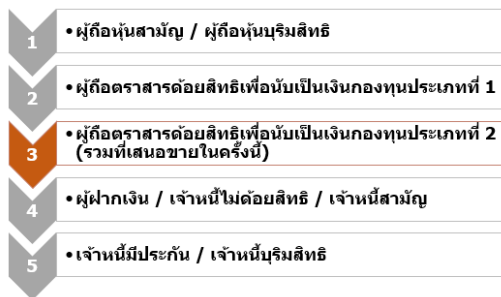 1
• ผู้ถือหุ้นสามัญ / ผู้ถือหุ้นบุริมสิทธิ
2
• ผู้ถือตราสารด้อยสิทธิเพื่อนับเป็นเงินกองทุนประเภทที่ 1
3
• ผู้ถือตราสารด้อยสิทธิเพื่อนับเป็นเงินกองทุนประเภทที่ 2
(รวมที่เสนอขายในครั้งนี้)
4
• ผู้ฝากเงิน / เจ้าหนี้ไม่ด้อยสิทธิ / เจ้าหนี้สามัญ
5
• เจ้าหนี้มีประกัน / เจ้าหนี้บุริมสิทธิ